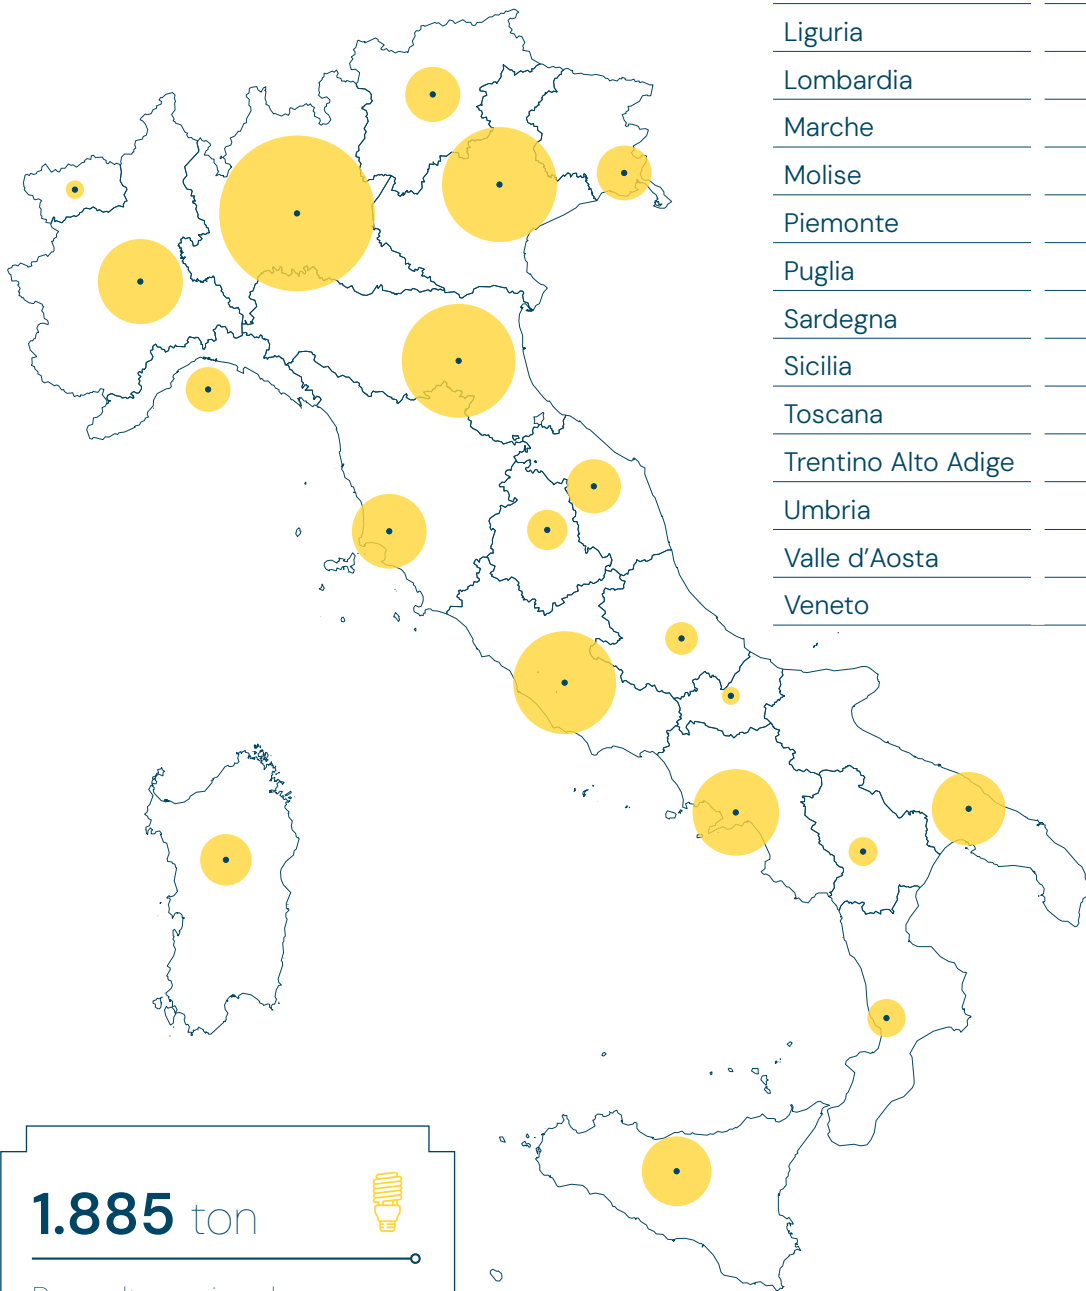 Liguria
Lombardia
Marche
Molise
Piemonte
Puglia
Sardegna
Sicilia
Toscana
Trentino Alto Adige
Umbria
Valle d’Aosta
Veneto
1.885 ton